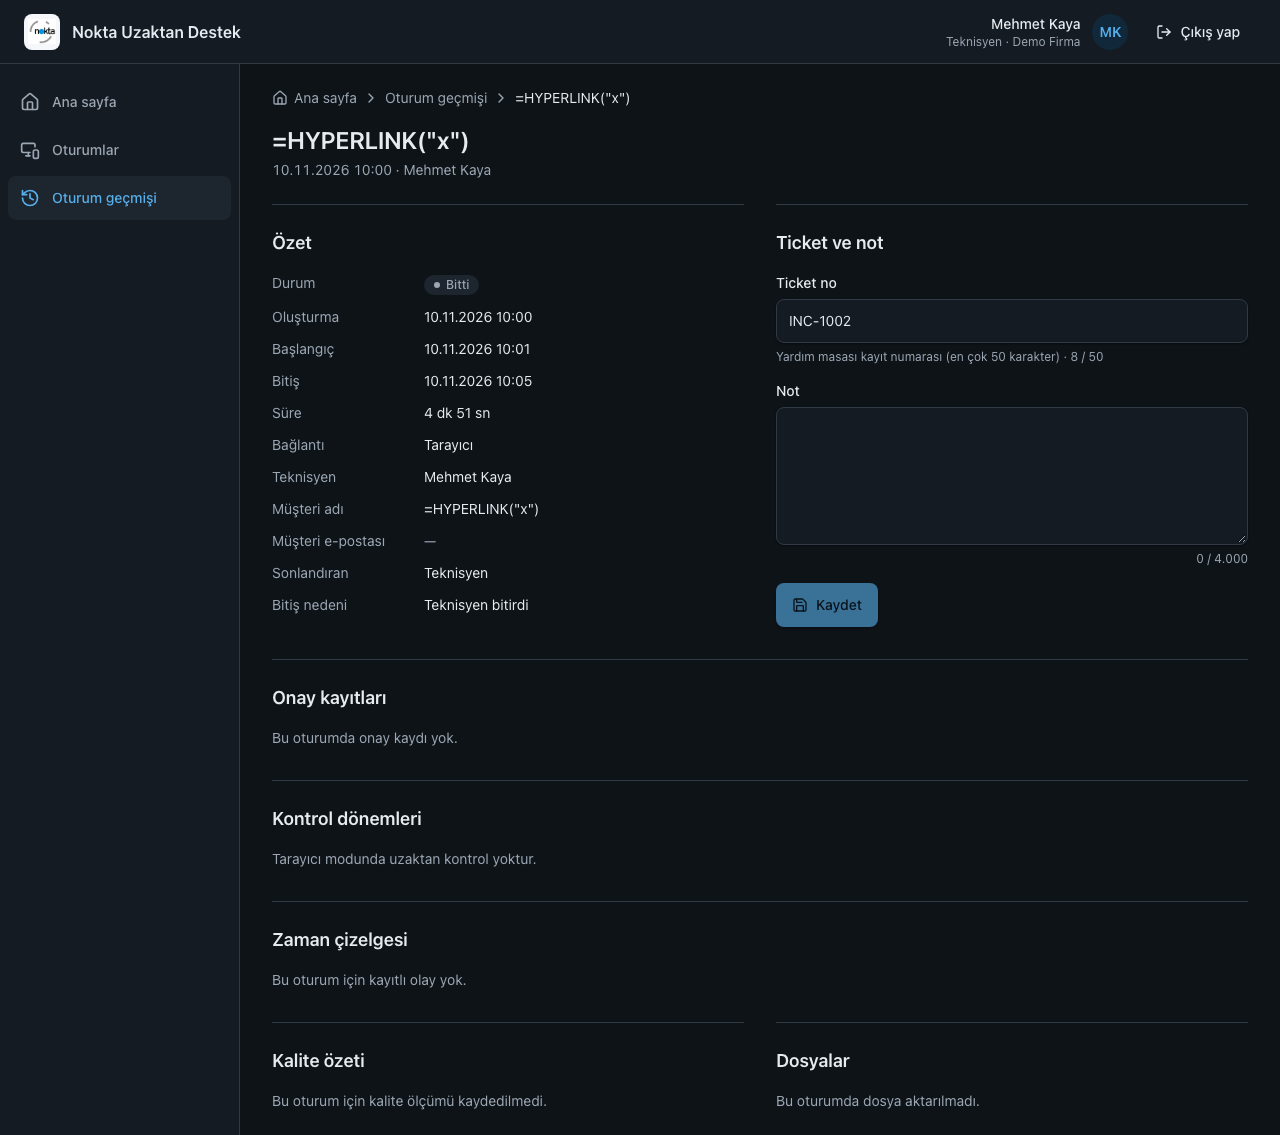 nokta
Nokta Uzaktan Destek
Mehmet Kaya
Teknisyen · Demo Firma
MK
Çıkış yap
Ana sayfa
Oturumlar
Oturum geçmişi
Ana sayfa > Oturum geçmişi > =HYPERLINK("x")
=HYPERLINK("x")
10.11.2026 10:00 · Mehmet Kaya
Özet
Durum Bitti
Oluşturma 10.11.2026 10:00
Başlangıç 10.11.2026 10:01
Bitiş 10.11.2026 10:05
Süre 4 dk 51 sn
Bağlantı Tarayıcı
Teknisyen Mehmet Kaya
Müşteri adı =HYPERLINK("x")
Müşteri e-postası —
Sonlandıran Teknisyen
Bitiş nedeni Teknisyen bitirdi
Ticket ve not
Ticket no
INC-1002
Yardım masası kayıt numarası (en çok 50 karakter) · 8 / 50
Not
0 / 4.000
Kaydet
Onay kayıtları
Bu oturumda onay kaydı yok.
Kontrol dönemleri
Tarayıcı modunda uzaktan kontrol yoktur.
Zaman çizelgesi
Bu oturum için kayıtlı olay yok.
Kalite özeti
Bu oturum için kalite ölçümü kaydedilmedi.
Dosyalar
Bu oturumda dosya aktarılmadı.